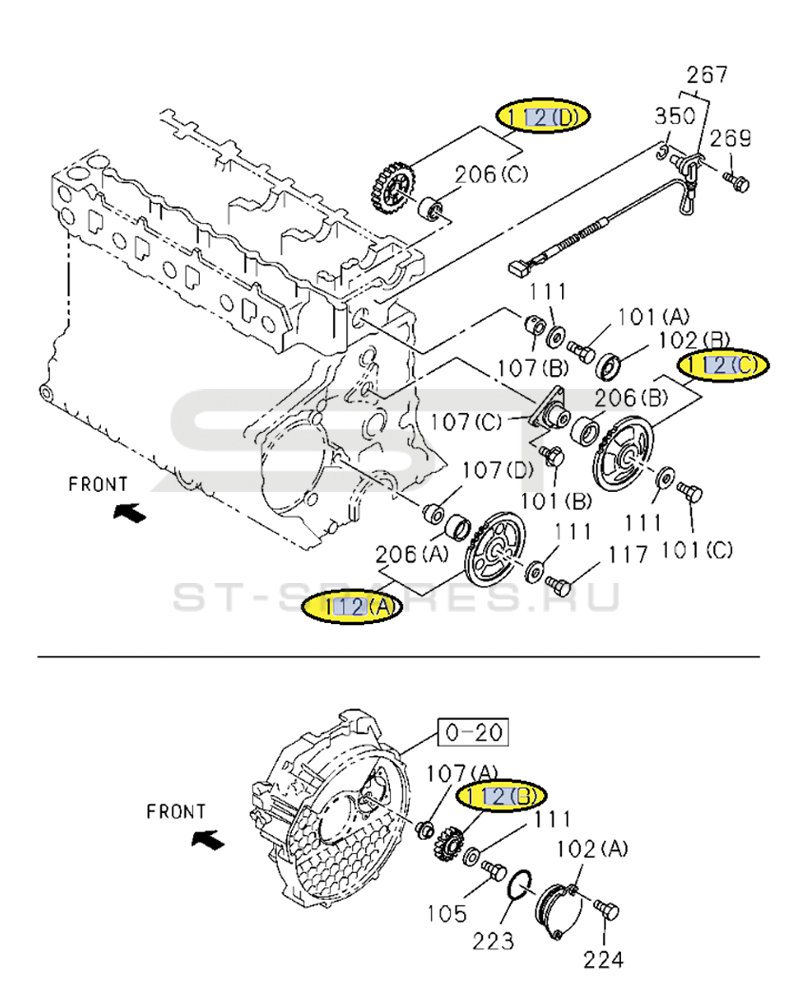 267
112(D)
350
269
206(C)
111
101(A)
102(B)
107(B)
112(C)
206(B)
107(C)
ST
FRONT
107(D)
101(B)
111
101(C)
111
206(A)
117
ST-SPARES.RU
112(A)
0-20
107(A)
112(B)
FRONT
111
102(A)
105
223
224